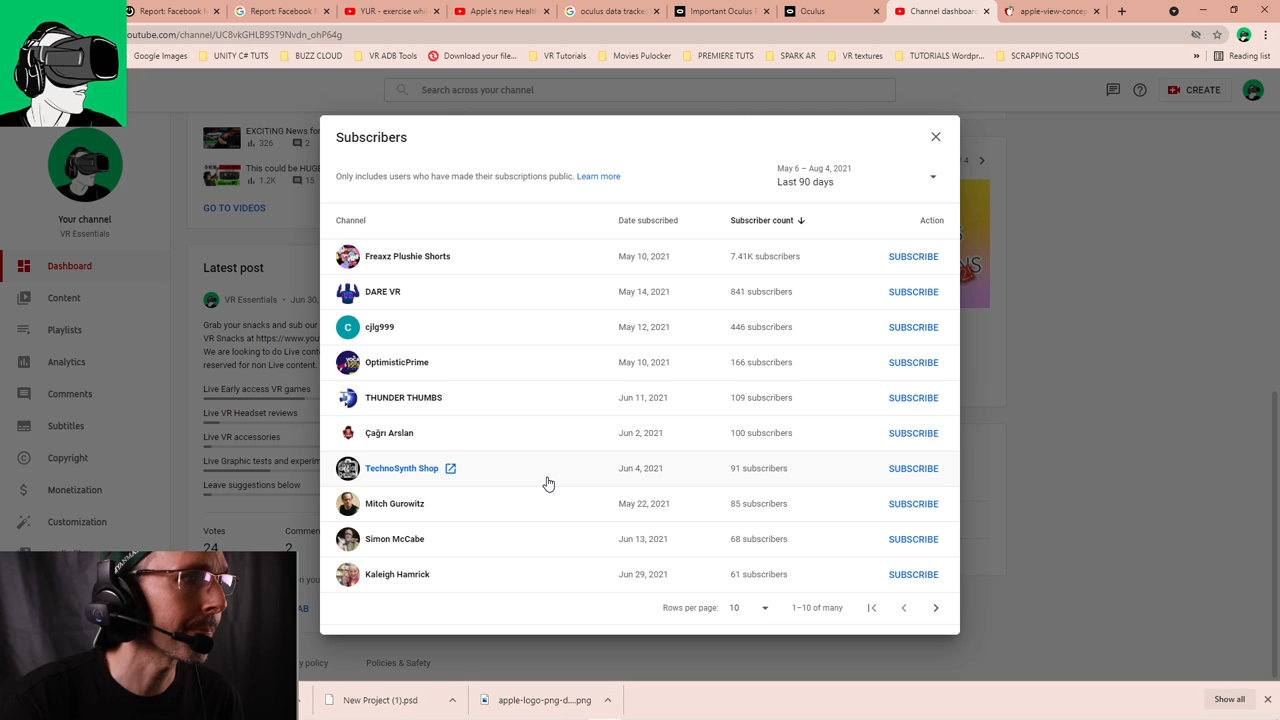 Report: Facebook
Report: Facebook
Apple's new Health
oculus data tracke
Important Oculus D
Channel dashboard
apple-view-concep
outube.com/channel/UC8vkGHLB9ST9Nvdn_ohP64g
Google Images
UNITY C# TUTS
BUZZ CLOUD
VR ADB Tools
Download your file...
VR Tutorials
Movies Pulocker
PREMIERE TUTS
SPARK AR
VR textures
TUTORIALS Wordpr...
SCRAPPING TOOLS
»
Reading list
Search across your channel
CREATE
Your channel
VR Essentials
Dashboard
Content
Playlists
Analytics
Comments
Subtitles
Copyright
Monetization
Customization
EXCITING News for
326 2
This could be HUGE
1.2K 15
GO TO VIDEOS
Latest post
VR Essentials • Jun 30,
Grab your snacks and sub our
VR Snacks at https://www.you
We are looking to do Live conte
reserved for non Live content.
Live Early access VR games
Live VR Headset reviews
Live VR accessories
Live Graphic tests and experim
Leave suggestions below
Votes Commen
24 2
/ 4
Subscribers
Only includes users who have made their subscriptions public. Learn more
May 6 – Aug 4, 2021
Last 90 days
Channel Date subscribed Subscriber count Action
Freaxz Plushie Shorts May 10, 2021 7.41K subscribers SUBSCRIBE
DARE VR May 14, 2021 841 subscribers SUBSCRIBE
C cjlg999 May 12, 2021 446 subscribers SUBSCRIBE
OptimisticPrime May 10, 2021 166 subscribers SUBSCRIBE
THUNDER THUMBS Jun 11, 2021 109 subscribers SUBSCRIBE
Çağrı Arslan Jun 2, 2021 100 subscribers SUBSCRIBE
TechnoSynth Shop Jun 4, 2021 91 subscribers SUBSCRIBE
Mitch Gurowitz May 22, 2021 85 subscribers SUBSCRIBE
Simon McCabe Jun 13, 2021 68 subscribers SUBSCRIBE
Kaleigh Hamrick Jun 29, 2021 61 subscribers SUBSCRIBE
Rows per page: 10 1–10 of many
y policy Policies & Safety
New Project (1).psd
apple-logo-png-d....png
Show all